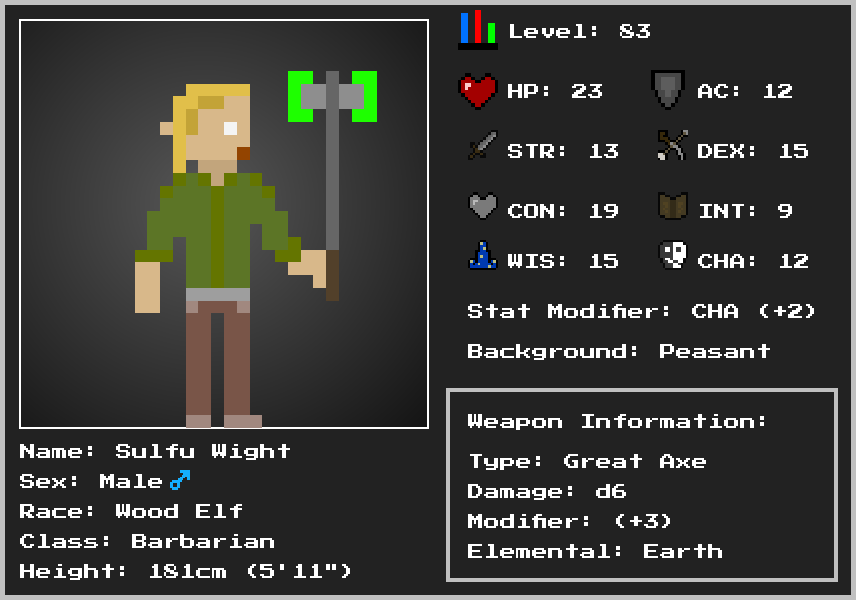 Level: 83
HP: 23
AC: 12
STR: 13
DEX: 15
CON: 19
INT: 9
WIS: 15
CHA: 12
Stat Modifier: CHA (+2)
Background: Peasant
Weapon Information:
Type: Great Axe
Damage: d6
Modifier: (+3)
Elemental: Earth
Name: Sulfu Wight
Sex: Male♂
Race: Wood Elf
Class: Barbarian
Height: 181cm (5'11")